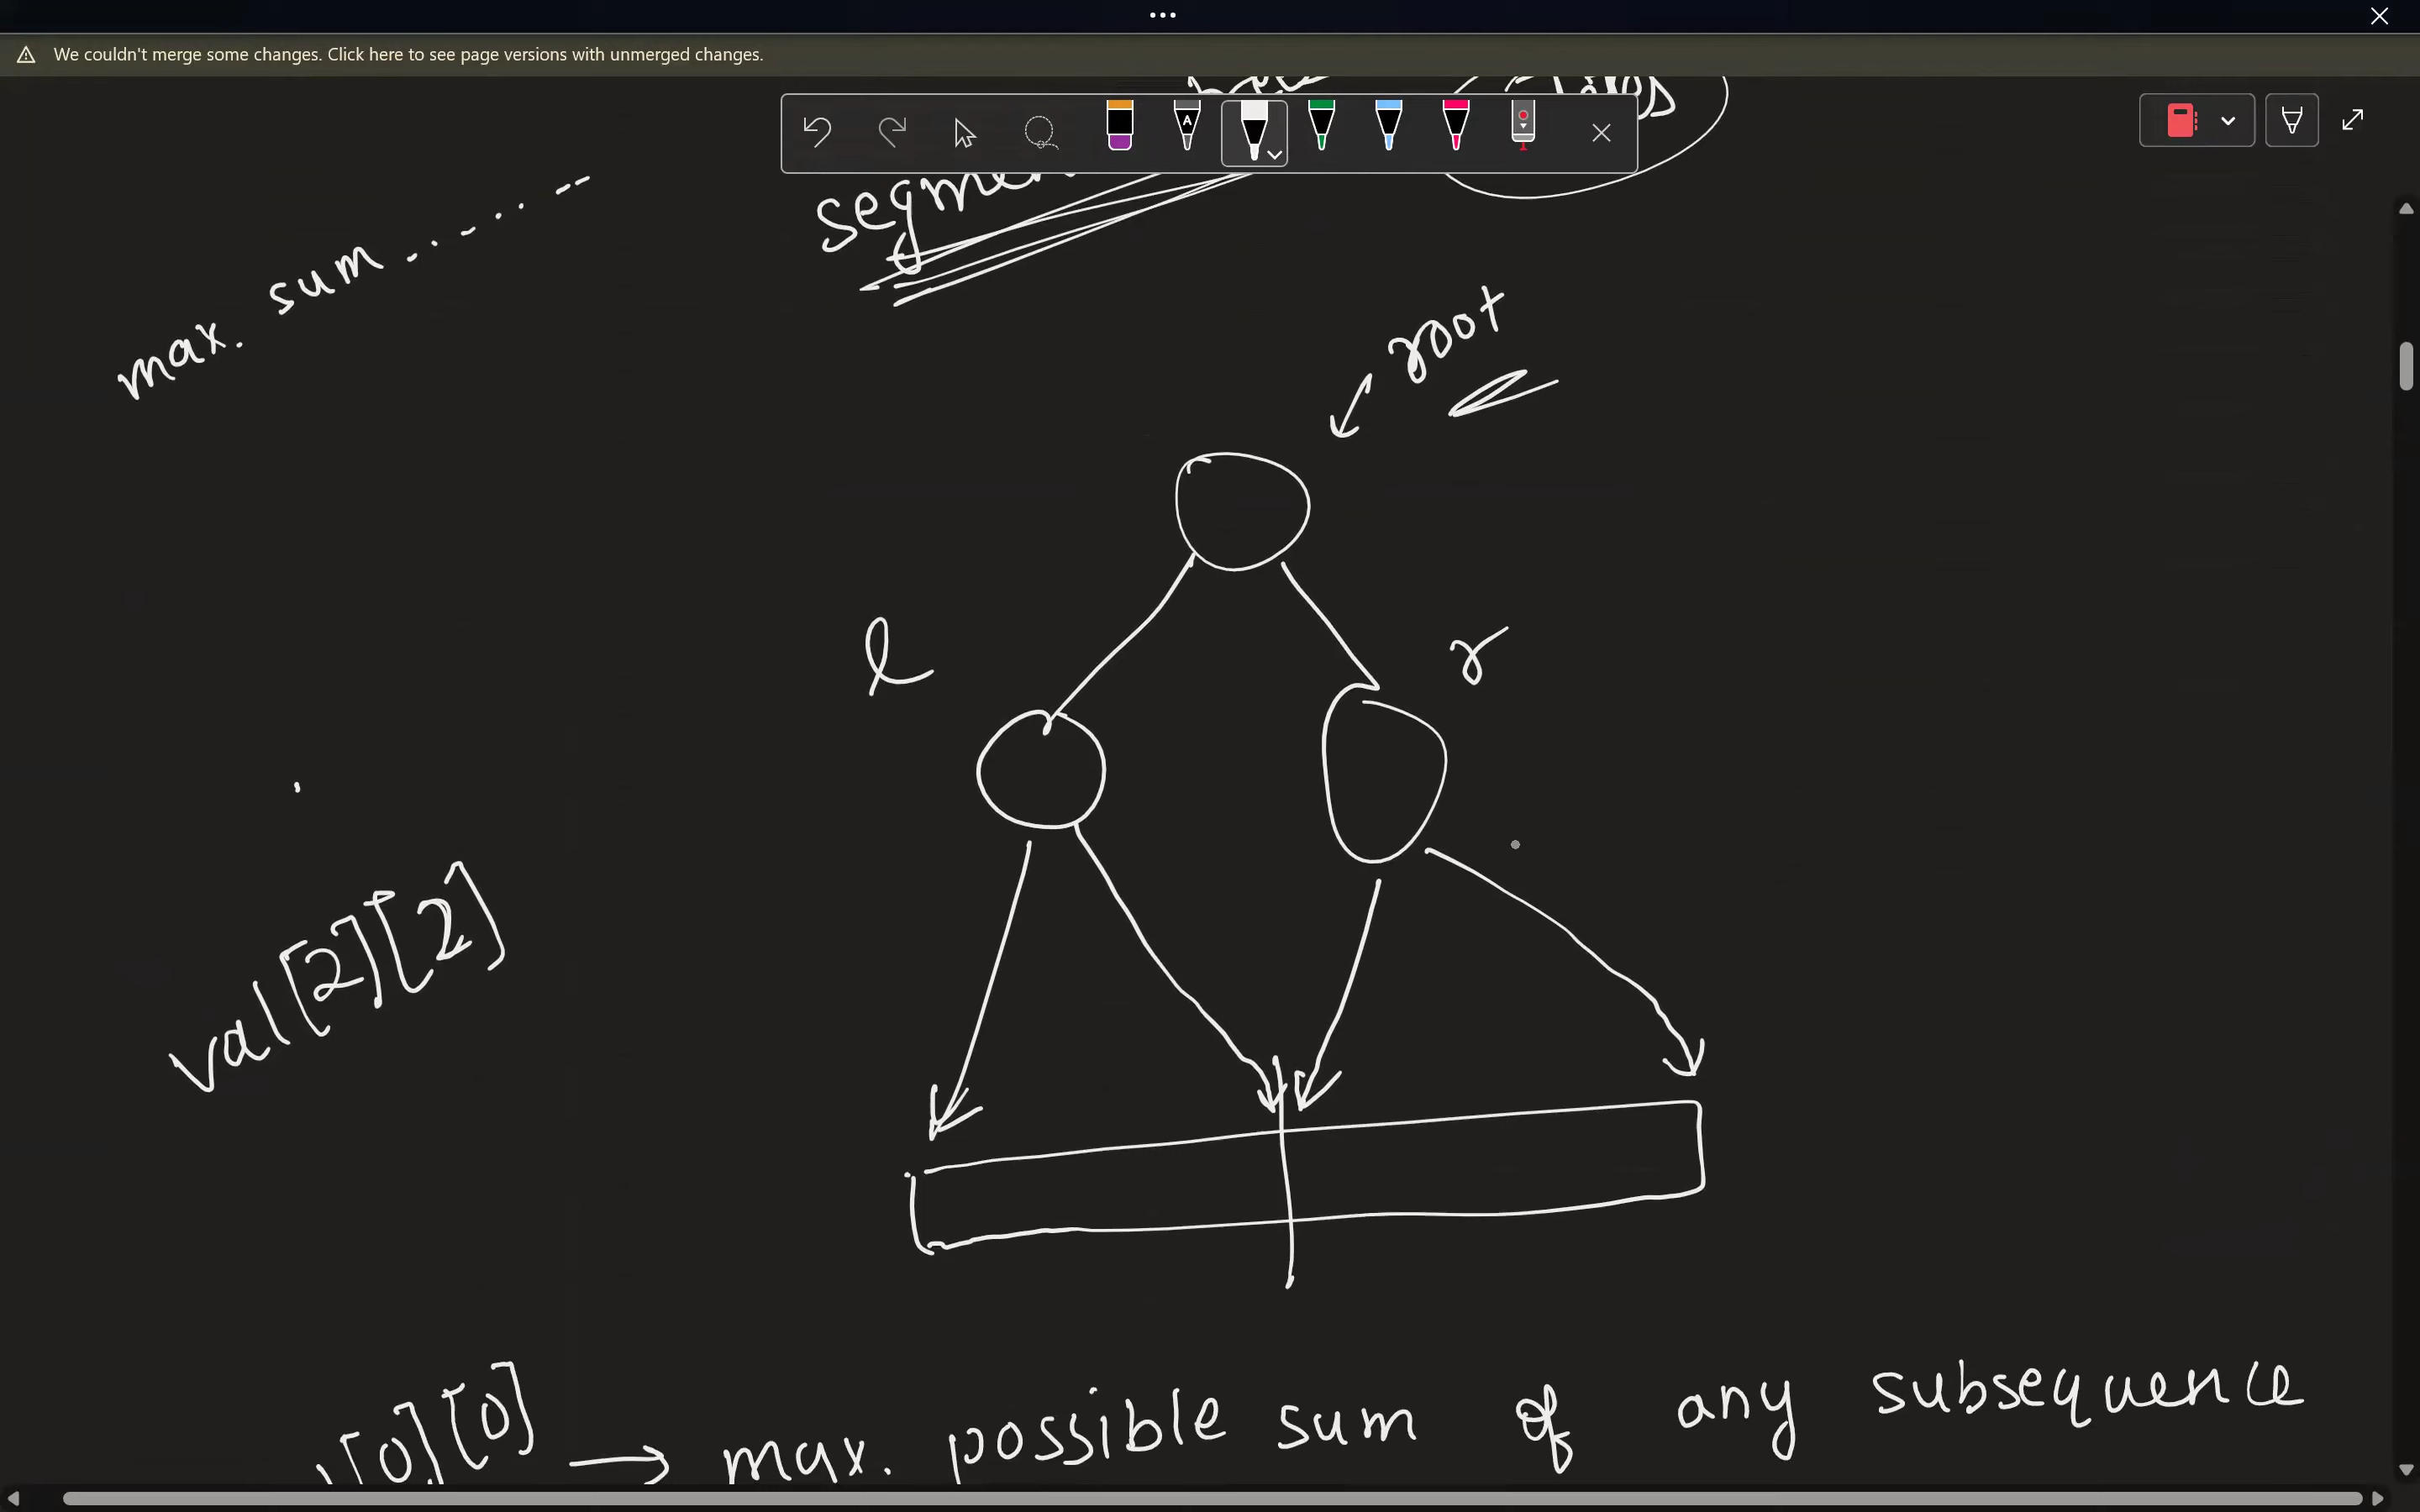 We couldn't merge some changes. Click here to see page versions with unmerged changes.
max. sum
root
l
r
val[2][2]
[0][0] → max. possible sum of any subsequence